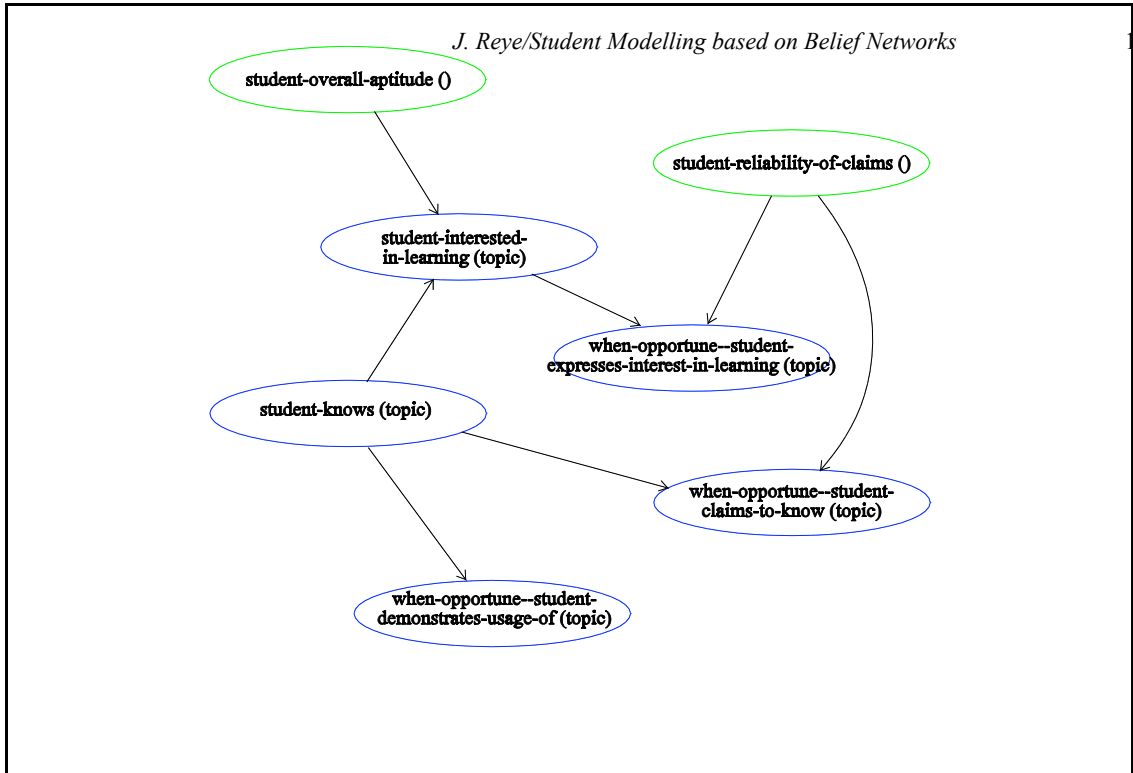 J. Reye/Student Modelling based on Belief Networks
student-overall-aptitude ()
student-reliability-of-claims ()
student-interested-
in-learning (topic)
when-opportune--student-
expresses-interest-in-learning (topic)
student-knows (topic)
when-opportune--student-
claims-to-know (topic)
when-opportune--student-
demonstrates-usage-of (topic)